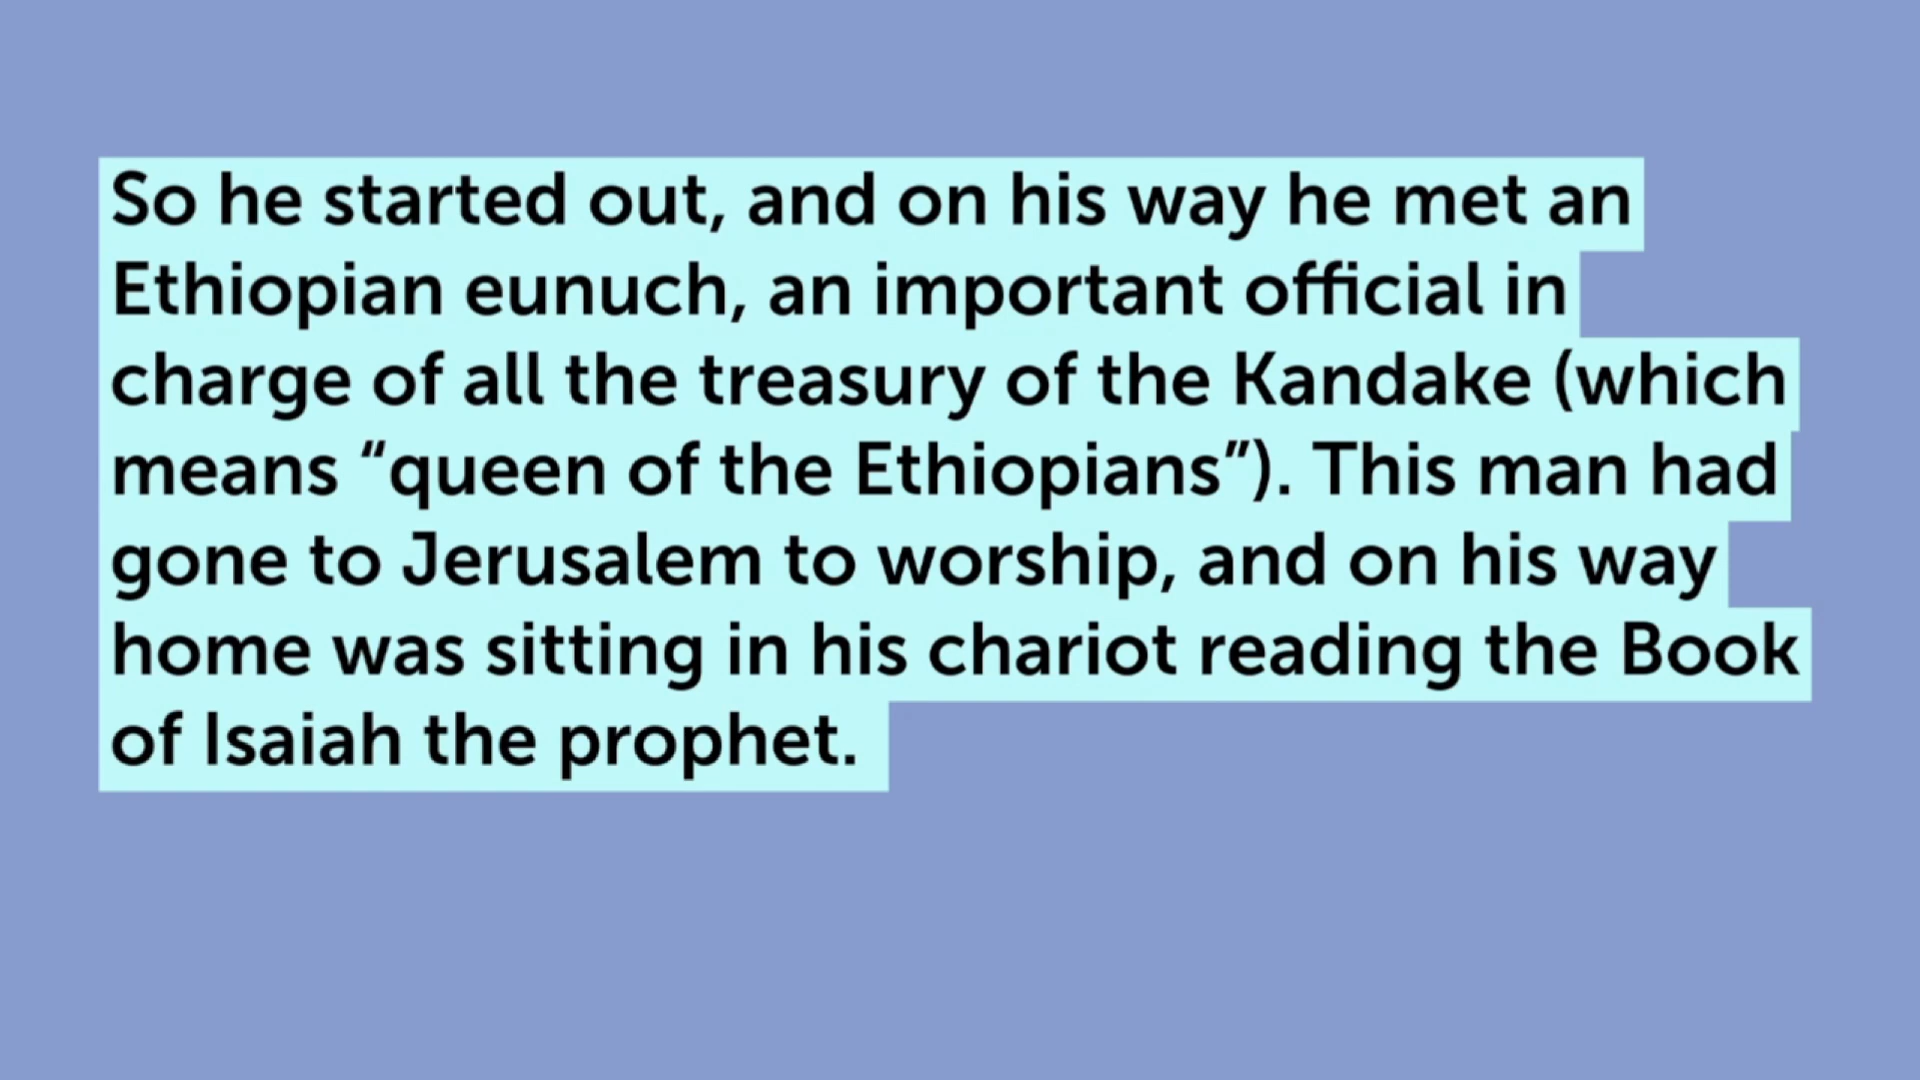 So he started out, and on his way he met an
Ethiopian eunuch, an important official in
charge of all the treasury of the Kandake (which
means “queen of the Ethiopians”). This man had
gone to Jerusalem to worship, and on his way
home was sitting in his chariot reading the Book
of Isaiah the prophet.